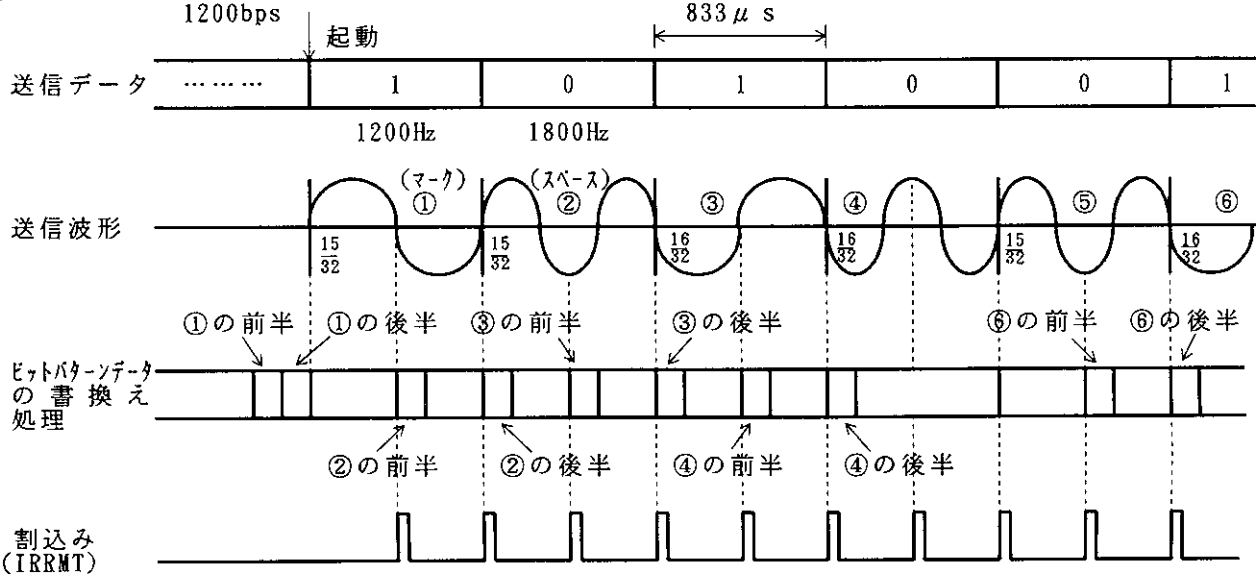 1200bps
起動
833μs
送信データ
………
1
0
1
0
0
1
1200Hz
1800Hz
(マーク)
①
(スペース)
②
③
④
⑤
⑥
送信波形
15/32
15/32
16/32
16/32
15/32
16/32
①の前半
①の後半
③の前半
③の後半
⑥の前半
⑥の後半
ビットパターンデータ
の書換え
処理
②の前半
②の後半
④の前半
④の後半
割込み
(IRRMT)